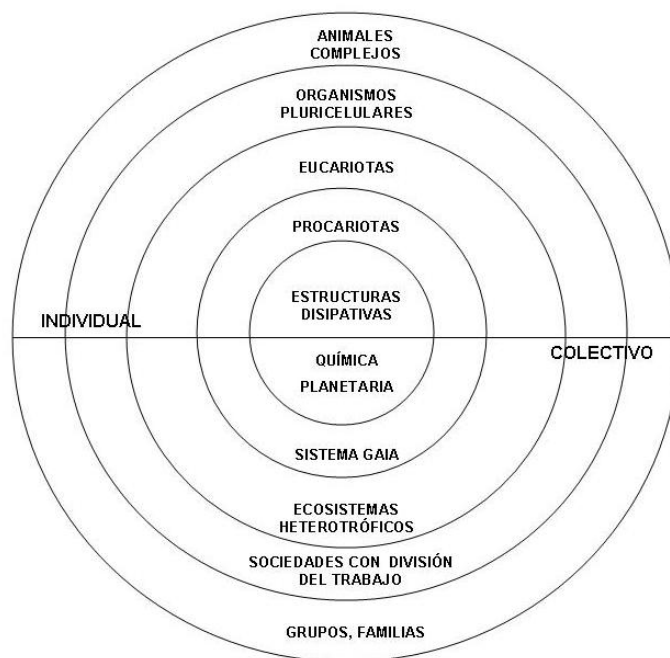 ANIMALES
COMPLEJOS
ORGANISMOS
PLURICELULARES
EUCARIOTAS
PROCARIOTAS
ESTRUCTURAS
DISIPATIVAS
INDIVIDUAL
COLECTIVO
QUÍMICA
PLANETARIA
SISTEMA GAIA
ECOSISTEMAS
HETEROTRÓFICOS
SOCIEDADES CON DIVISIÓN
DEL TRABAJO
GRUPOS, FAMILIAS